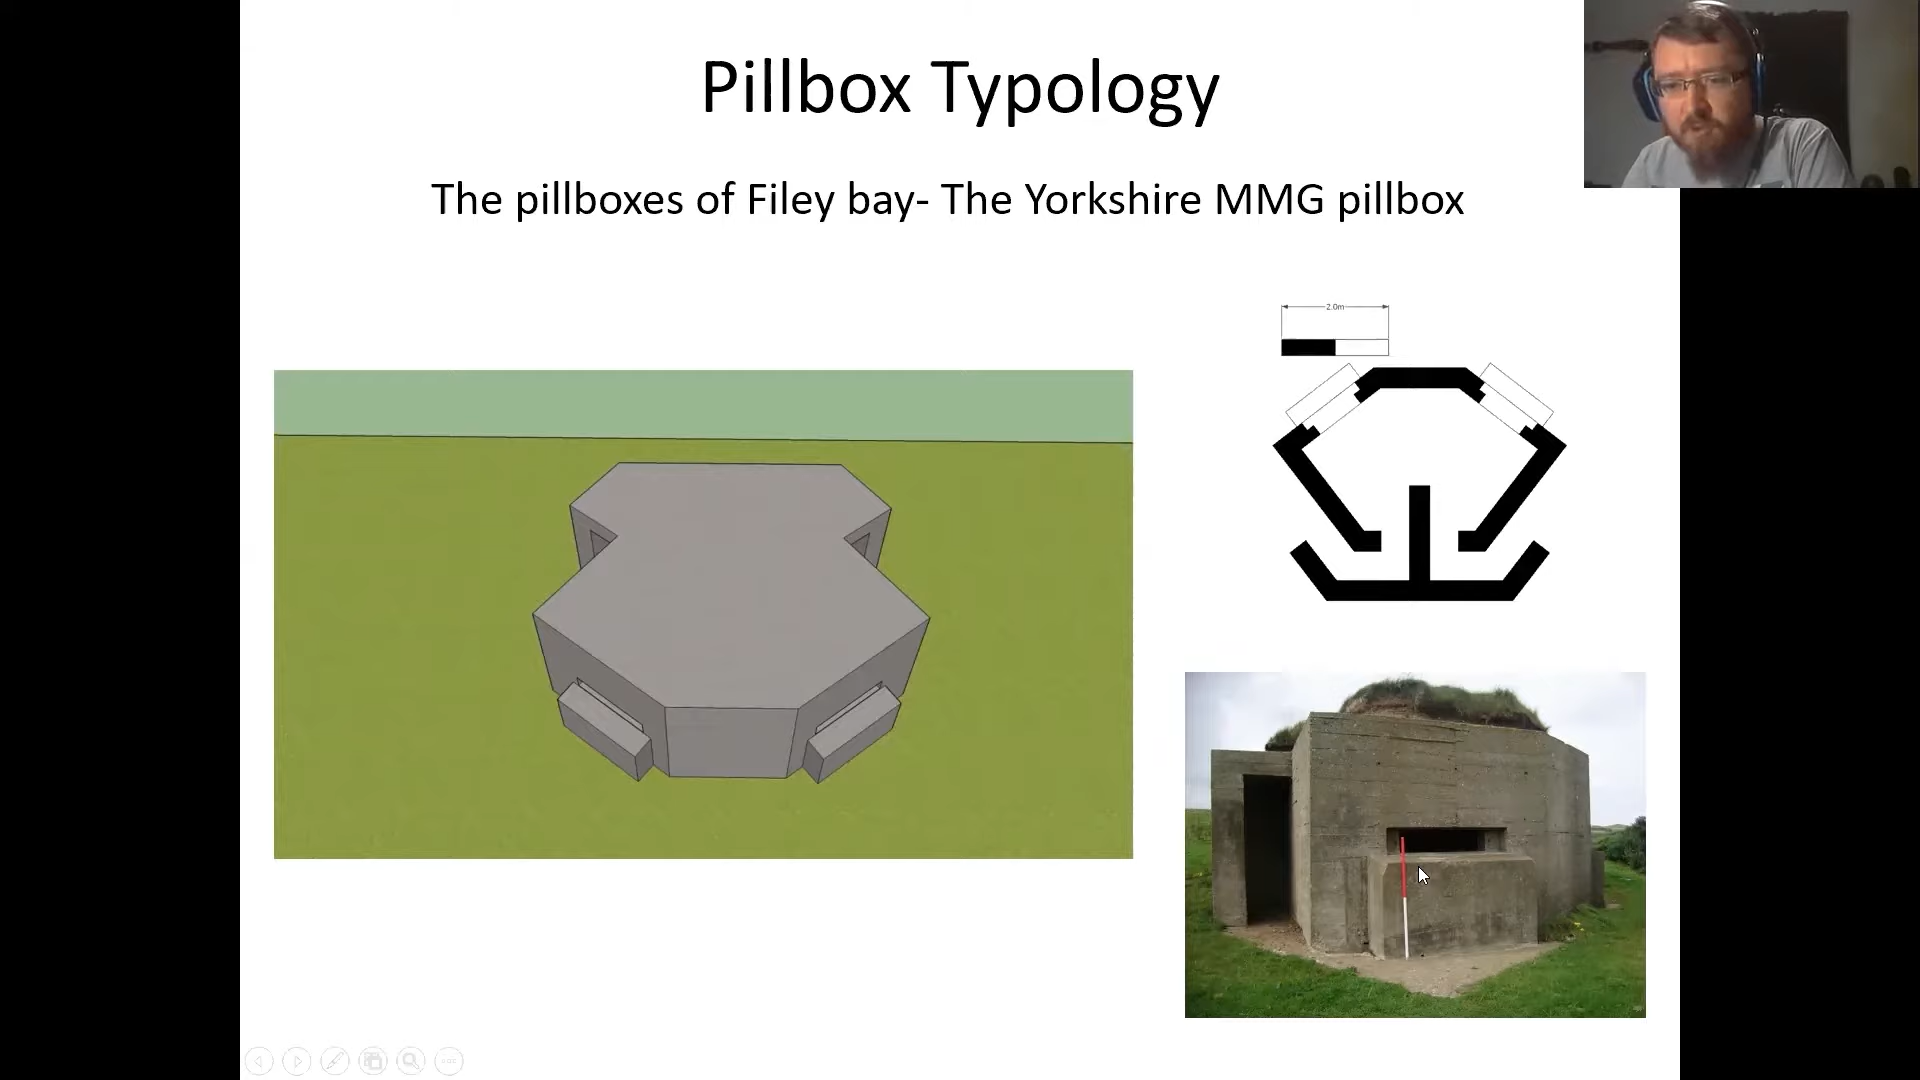 Pillbox Typology
The pillboxes of Filey bay- The Yorkshire MMG pillbox
2.0m